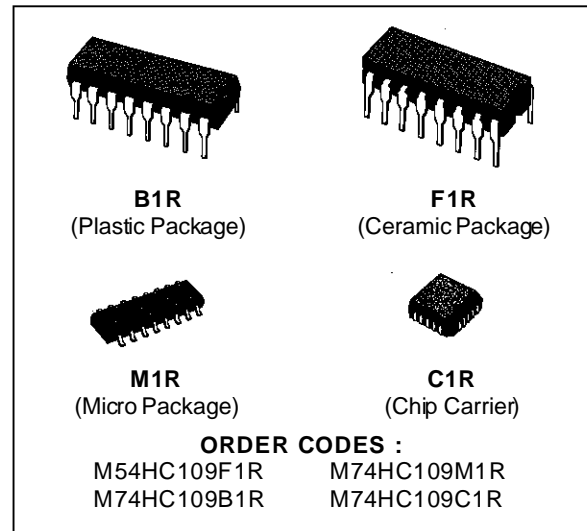 B1R
(Plastic Package)
F1R
(Ceramic Package)
M1R
(Micro Package)
C1R
(Chip Carrier)
ORDER CODES :
M54HC109F1R M74HC109M1R
M74HC109B1R M74HC109C1R